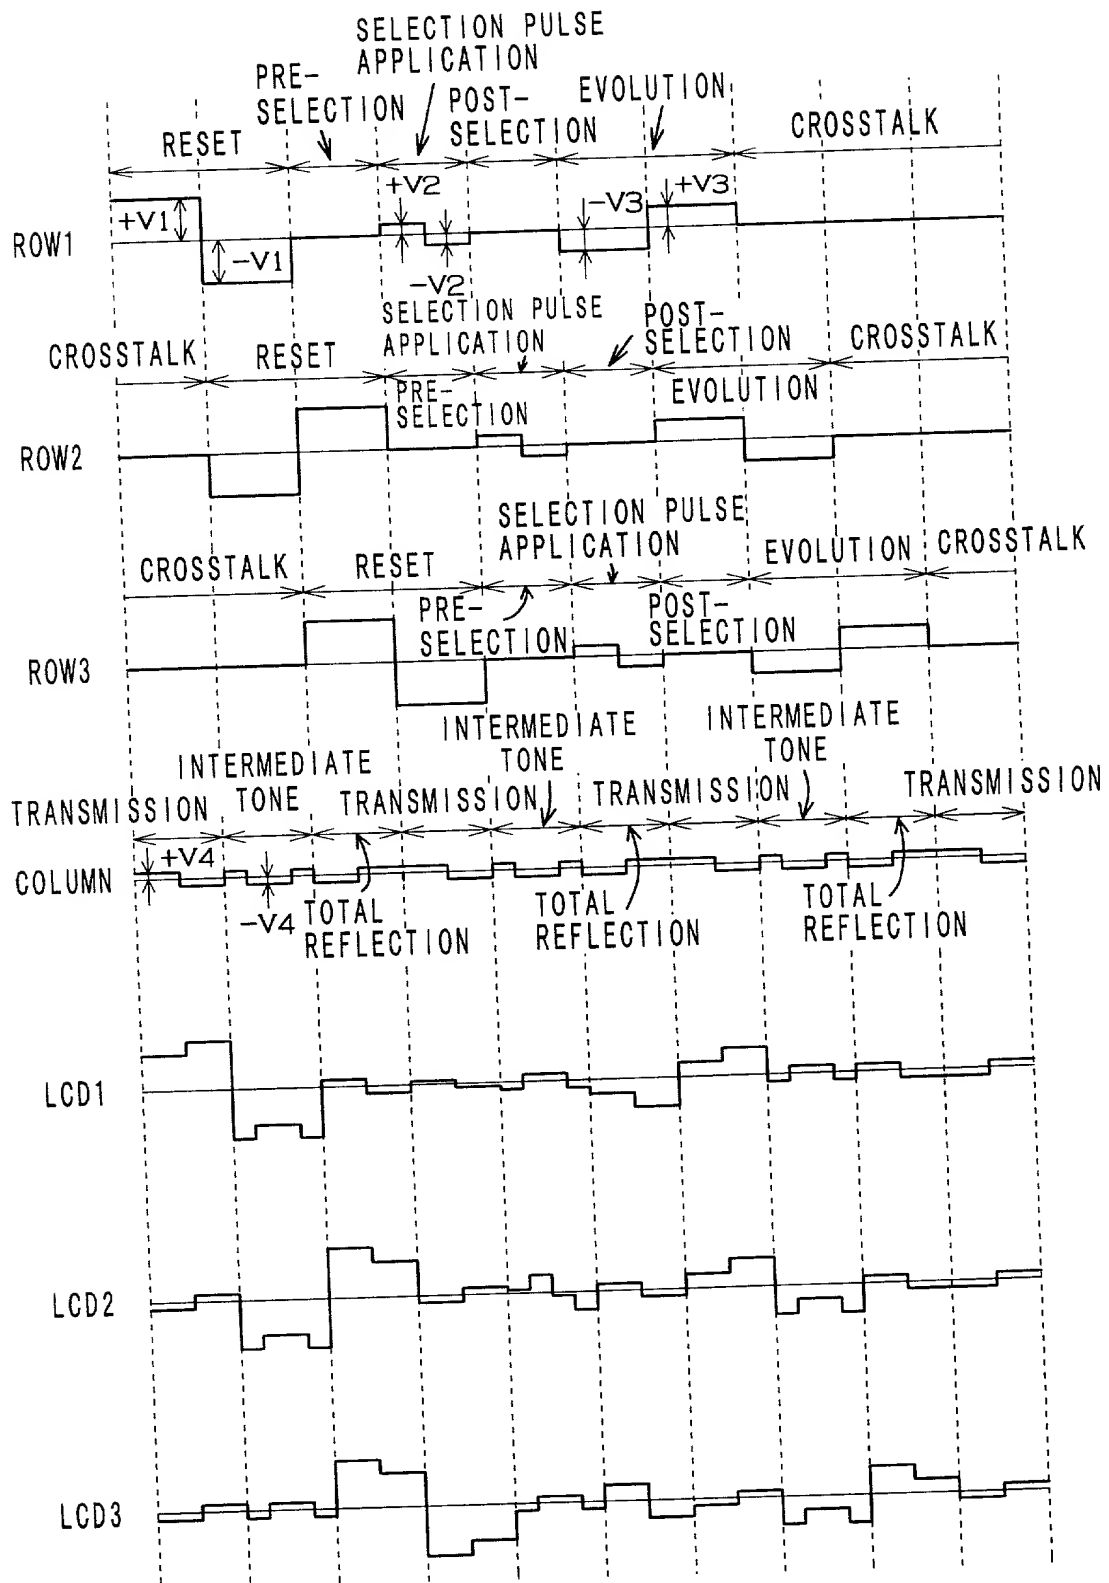 SELECTION PULSE
APPLICATION
PRE-
SELECTION
POST-
SELECTION
EVOLUTION
RESET
CROSSTALK
ROW1
+V1
-V1
+V2
-V2
-V3
+V3
SELECTION PULSE
APPLICATION
POST-
SELECTION
CROSSTALK
RESET
CROSSTALK
PRE-
SELECTION
EVOLUTION
ROW2
SELECTION PULSE
APPLICATION
CROSSTALK
RESET
EVOLUTION
CROSSTALK
PRE-
SELECTION
POST-
SELECTION
ROW3
INTERMEDIATE
TONE
INTERMEDIATE
TONE
INTERMEDIATE
TONE
TRANSMISSION
TRANSMISSION
TRANSMISSION
TRANSMISSION
COLUMN
+V4
-V4
TOTAL
REFLECTION
TOTAL
REFLECTION
TOTAL
REFLECTION
LCD1
LCD2
LCD3